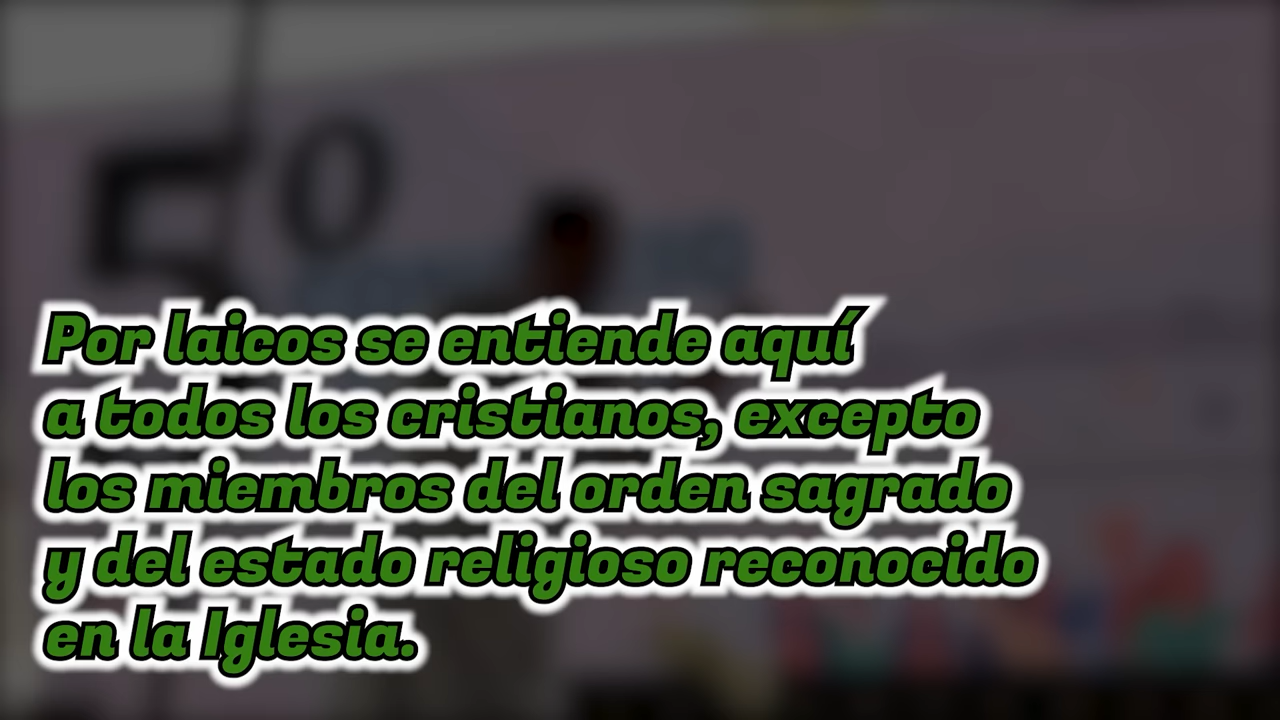 5º
Por laicos se entiende aquí
a todos los cristianos, excepto
los miembros del orden sagrado
y del estado religioso reconocido
en la Iglesia.